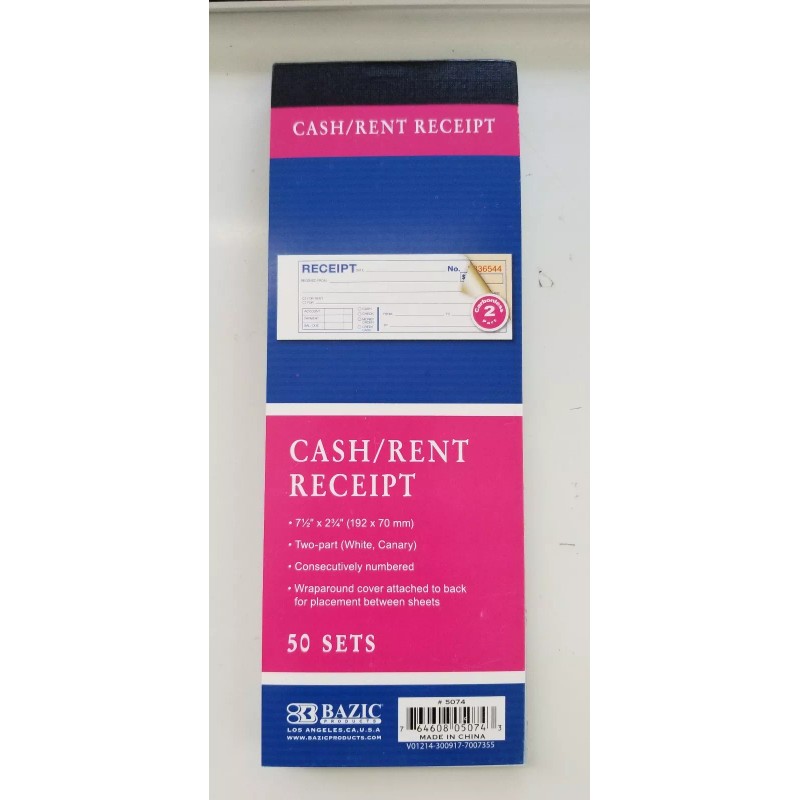 CASH/RENT RECEIPT
RECEIPT
No. 36544
Carbonless
2
Part
CASH/RENT
RECEIPT
• 7½" x 2¾" (192 x 70 mm)
• Two-part (White, Canary)
• Consecutively numbered
• Wraparound cover attached to back
for placement between sheets
50 SETS
BAZIC
PRODUCTS
LOS ANGELES,CA,U.S.A
WWW.BAZICPRODUCTS.COM
# 5074
7 64608 05074 3
MADE IN CHINA
V01214-300917-7007355